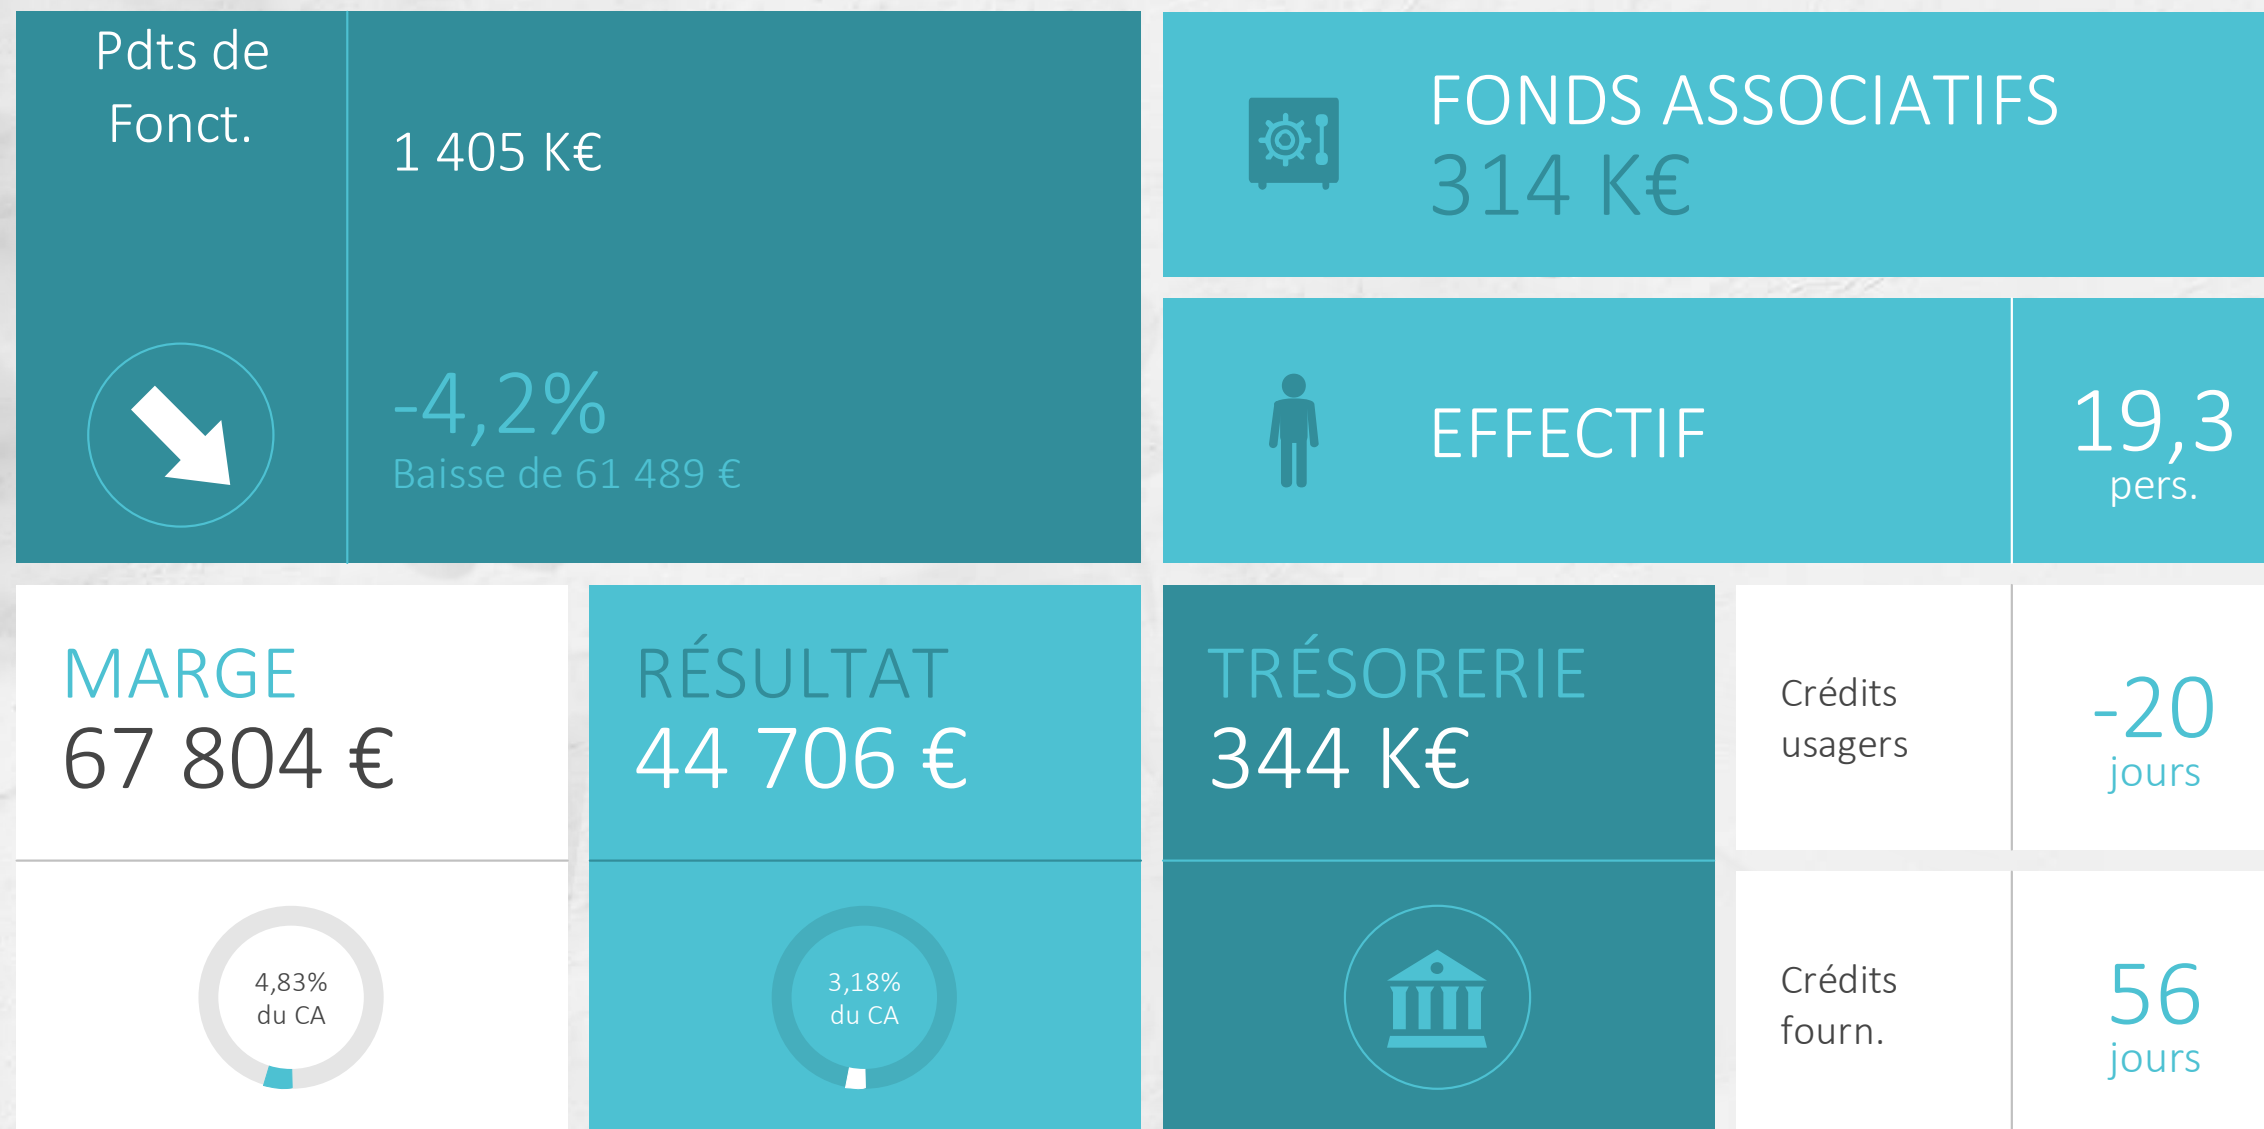 Pdts de
Fonct.
1 405 K€
-4,2%
Baisse de 61 489 €
FONDS ASSOCIATIFS
314 K€
EFFECTIF
19,3
pers.
MARGE
67 804 €
4,83%
du CA
RÉSULTAT
44 706 €
3,18%
du CA
TRÉSORERIE
344 K€
Crédits
usagers
-20
jours
Crédits
fourn.
56
jours